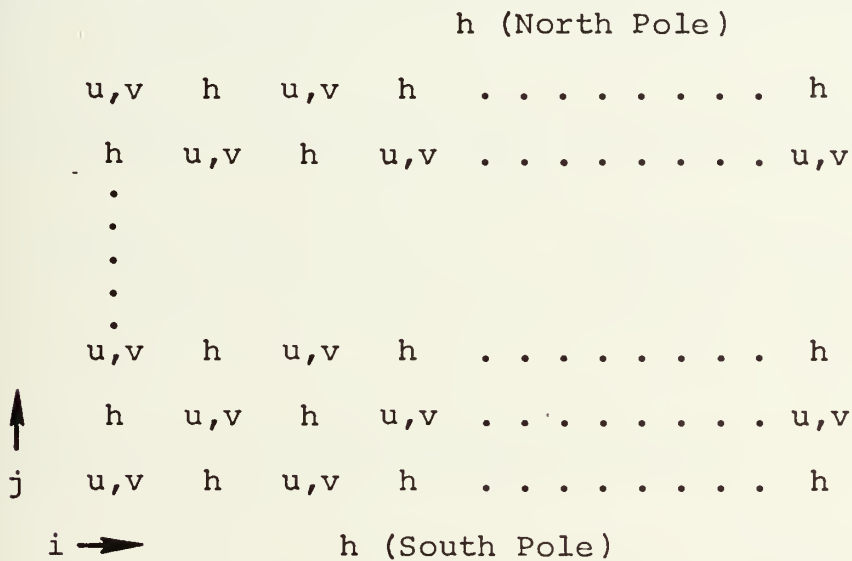 h (North Pole)
u,v h u,v h . . . . . . . . h
h u,v h u,v . . . . . . . . u,v
.
.
.
.
.
u,v h u,v h . . . . . . . . h
h u,v h u,v . . . . . . . . u,v
j u,v h u,v h . . . . . . . . h
i h (South Pole)